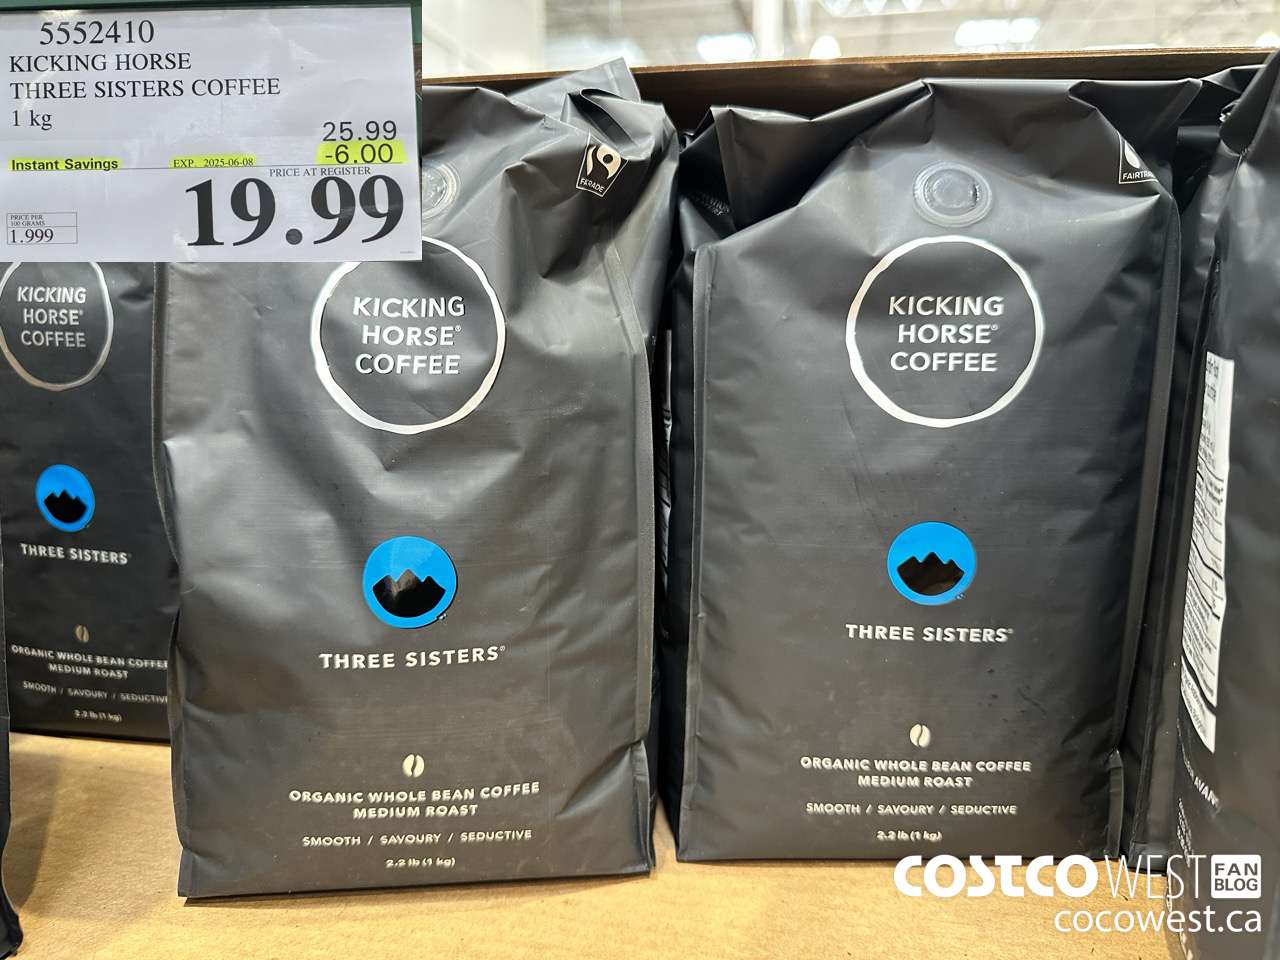 5552410
KICKING HORSE
THREE SISTERS COFFEE
1 kg
25.99
Instant Savings EXP. 2025-06-08 -6.00
PRICE AT REGISTER
19.99
PRICE PER
100 GRAMS
1.999
KICKING
HORSE®
COFFEE
THREE SISTERS®
ORGANIC WHOLE BEAN COFFEE
MEDIUM ROAST
SMOOTH / SAVOURY / SEDUCTIVE
2.2 lb (1 kg)
KICKING
HORSE®
COFFEE
THREE SISTERS®
ORGANIC WHOLE BEAN COFFEE
MEDIUM ROAST
SMOOTH / SAVOURY / SEDUCTIVE
2.2 lb (1 kg)
FAIRTRA
KICKING
HORSE®
COFFEE
THREE SISTERS®
ORGANIC WHOLE BEAN COFFEE
MEDIUM ROAST
SMOOTH / SAVOURY / SEDUCTIVE
2.2 lb (1 kg)
COSTCO WEST FAN BLOG
cocowest.ca